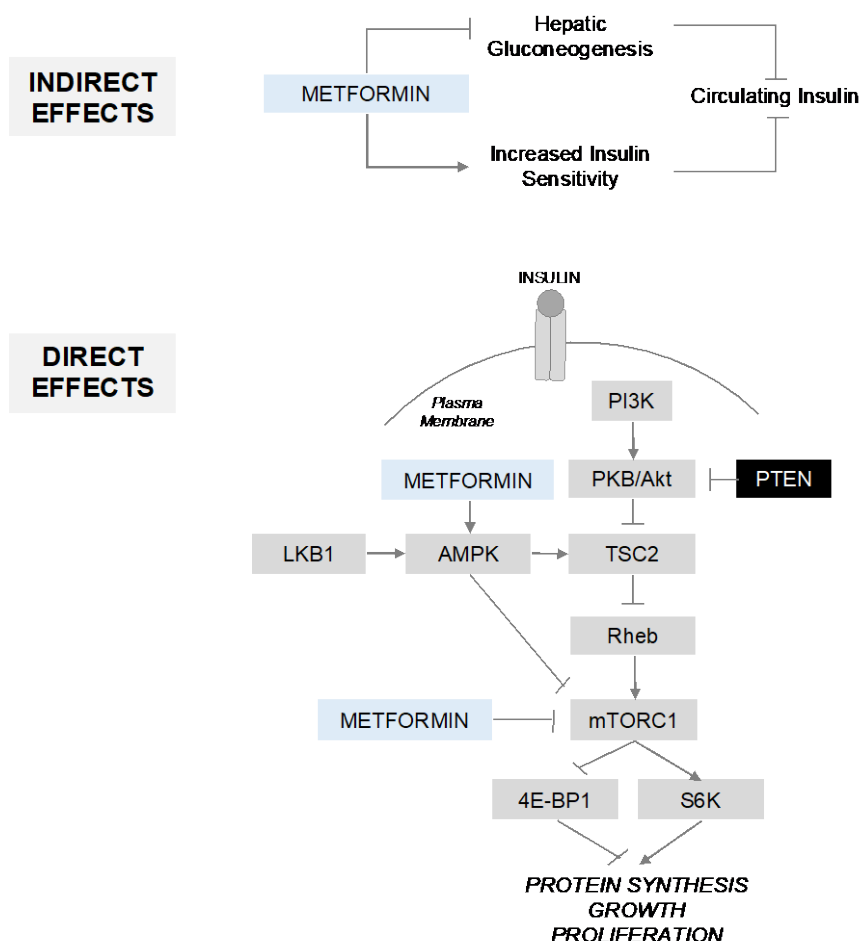 Hepatic
Gluconeogenesis
INDIRECT
EFFECTS
METFORMIN
Circulating Insulin
Increased Insulin
Sensitivity
INSULIN
DIRECT
EFFECTS
Plasma
Membrane
PI3K
METFORMIN
PKB/Akt
PTEN
LKB1
AMPK
TSC2
Rheb
METFORMIN
mTORC1
4E-BP1
S6K
PROTEIN SYNTHESIS
GROWTH
PROLIFERATION